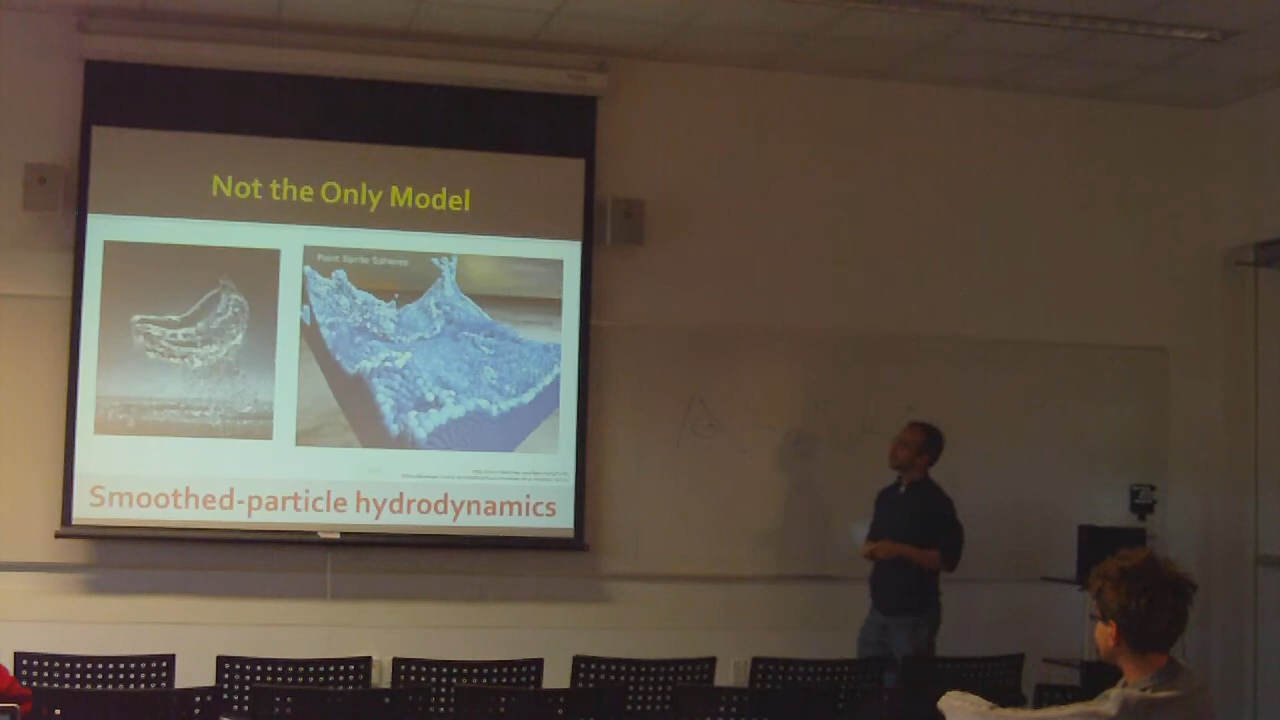 Not the Only Model
Point Sprite Spheres
Smoothed-particle hydrodynamics